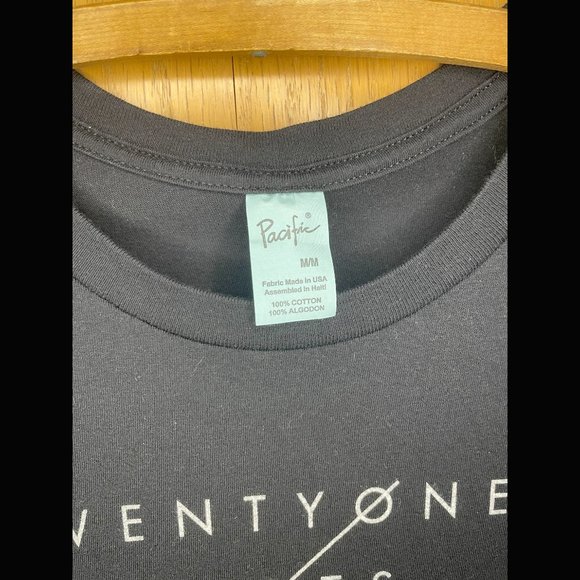 Pacific®
M/M
Fabric Made in USA
Assembled in Haiti
100% COTTON
100% ALGODON
WENTYØNE